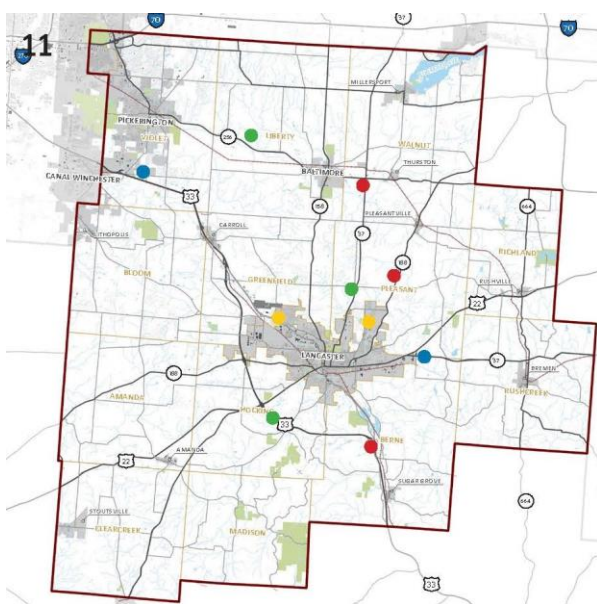 70
37
70
11
MILLERSPORT
PICKERINGTON
VIOLET
256
LIBERTY
WALNUT
BALTIMORE
THURSTON
CANAL WINCHESTER
33
158
37
PLEASANTVILLE
664
LITHOPOLIS
CARROLL
RICHLAND
BLOOM
GREENFIELD
188
PLEASANT
RUSHVILLE
22
LANCASTER
37
188
BREMEN
AMANDA
RUSHCREEK
HOCKING
33
BERNE
22
AMANDA
SUGAR GROVE
STOUTSVILLE
CLEARCREEK
MADISON
664
33